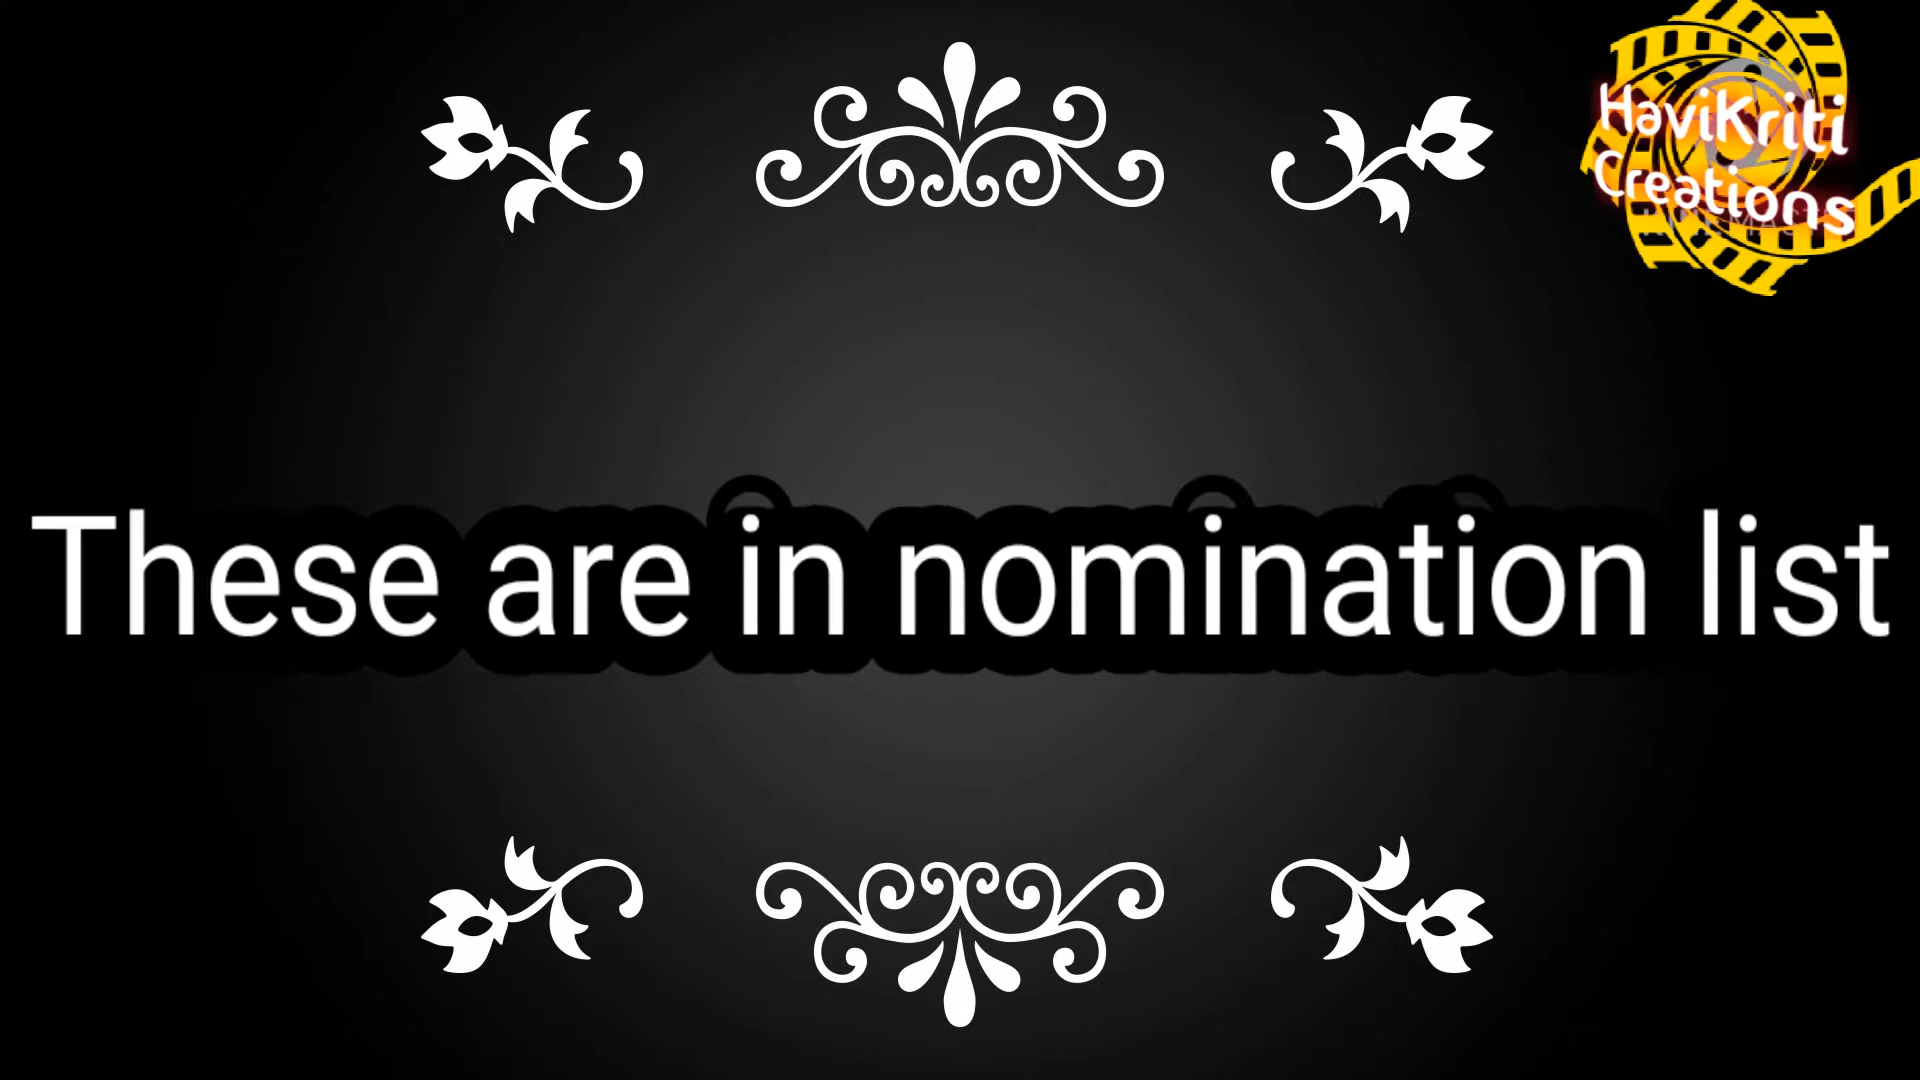 HaviKriti
Creations
These are in nomination list